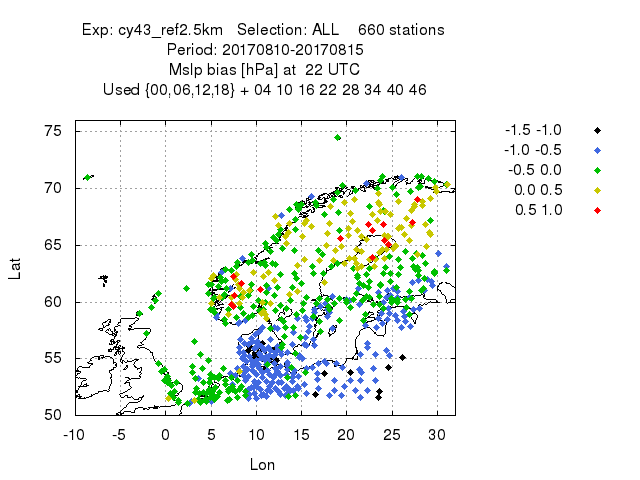 Exp: cy43_ref2.5km   Selection: ALL    660 stations
Period: 20170810-20170815
Mslp bias [hPa] at  22 UTC
Used {00,06,12,18} + 04 10 16 22 28 34 40 46
75
70
65
60
55
50
Lat
-10 -5 0 5 10 15 20 25 30
Lon
-1.5 -1.0
-1.0 -0.5
-0.5 0.0
0.0 0.5
0.5 1.0